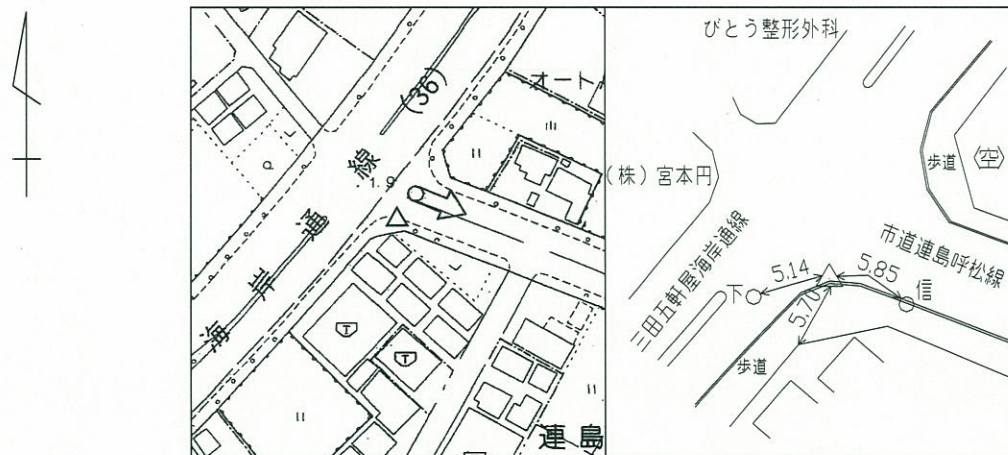 オート
(36)
海岸通線
1.9
連島
びとう整形外科
(株)宮本円
歩道
空
市道連島呼松線
三田五軒屋海岸通線
5.14
5.85
5.70
下
信
歩道